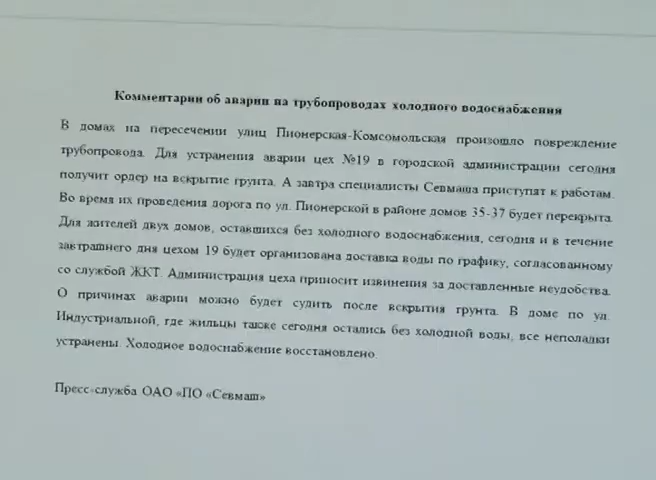 Комментарии об аварии на трубопроводах холодного водоснабжения
В домах на пересечении улиц Пионерская-Комсомольская произошло повреждение
трубопровода. Для устранения аварии цех №19 в городской администрации сегодня
получит ордер на вскрытие грунта. А завтра специалисты Севмаша приступят к работам.
Во время их проведения дорога по ул. Пионерской в районе домов 35-37 будет перекрыта.
Для жителей двух домов, оставшихся без холодного водоснабжения, сегодня и в течение
завтрашнего дня цехом 19 будет организована доставка воды по графику, согласованному
со службой ЖКТ. Администрация цеха приносит извинения за доставленные неудобства.
О причинах аварии можно будет судить после вскрытия грунта. В доме по ул.
Индустриальной, где жильцы также сегодня остались без холодной воды, все неполадки
устранены. Холодное водоснабжение восстановлено.
Пресс-служба ОАО «ПО «Севмаш»